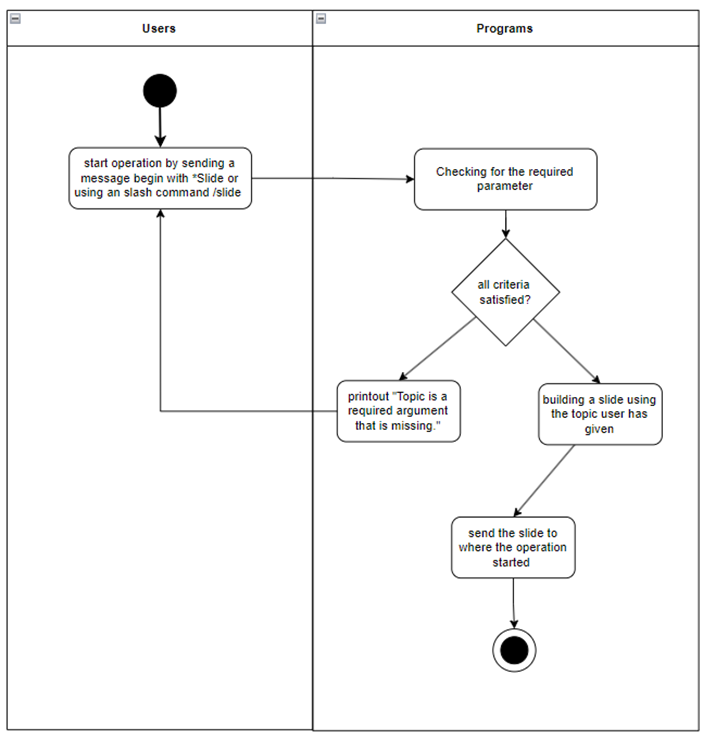 Users
Programs
start operation by sending a
message begin with *Slide or
using an slash command /slide
Checking for the required
parameter
all criteria
satisfied?
printout "Topic is a
required argument
that is missing."
building a slide using
the topic user has
given
send the slide to
where the operation
started